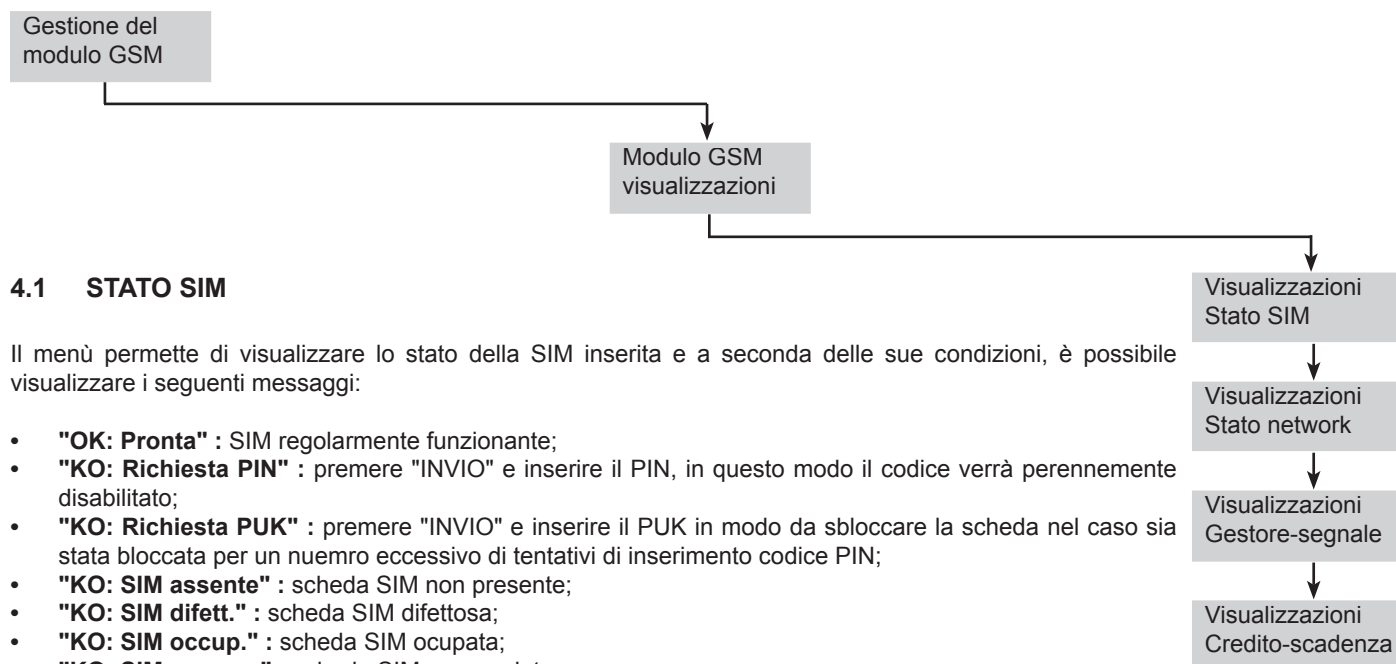 Gestione del
modulo GSM
Modulo GSM
visualizzazioni
4.1 STATO SIM
Il menù permette di visualizzare lo stato della SIM inserita e a seconda delle sue condizioni, è possibile
visualizzare i seguenti messaggi:
• "OK: Pronta" : SIM regolarmente funzionante;
• "KO: Richiesta PIN" : premere "INVIO" e inserire il PIN, in questo modo il codice verrà perennemente
disabilitato;
• "KO: Richiesta PUK" : premere "INVIO" e inserire il PUK in modo da sbloccare la scheda nel caso sia
stata bloccata per un nuemro eccessivo di tentativi di inserimento codice PIN;
• "KO: SIM assente" : scheda SIM non presente;
• "KO: SIM difett." : scheda SIM difettosa;
• "KO: SIM occup." : scheda SIM ocupata;
Visualizzazioni
Stato SIM
Visualizzazioni
Stato network
Visualizzazioni
Gestore-segnale
Visualizzazioni
Credito-scadenza